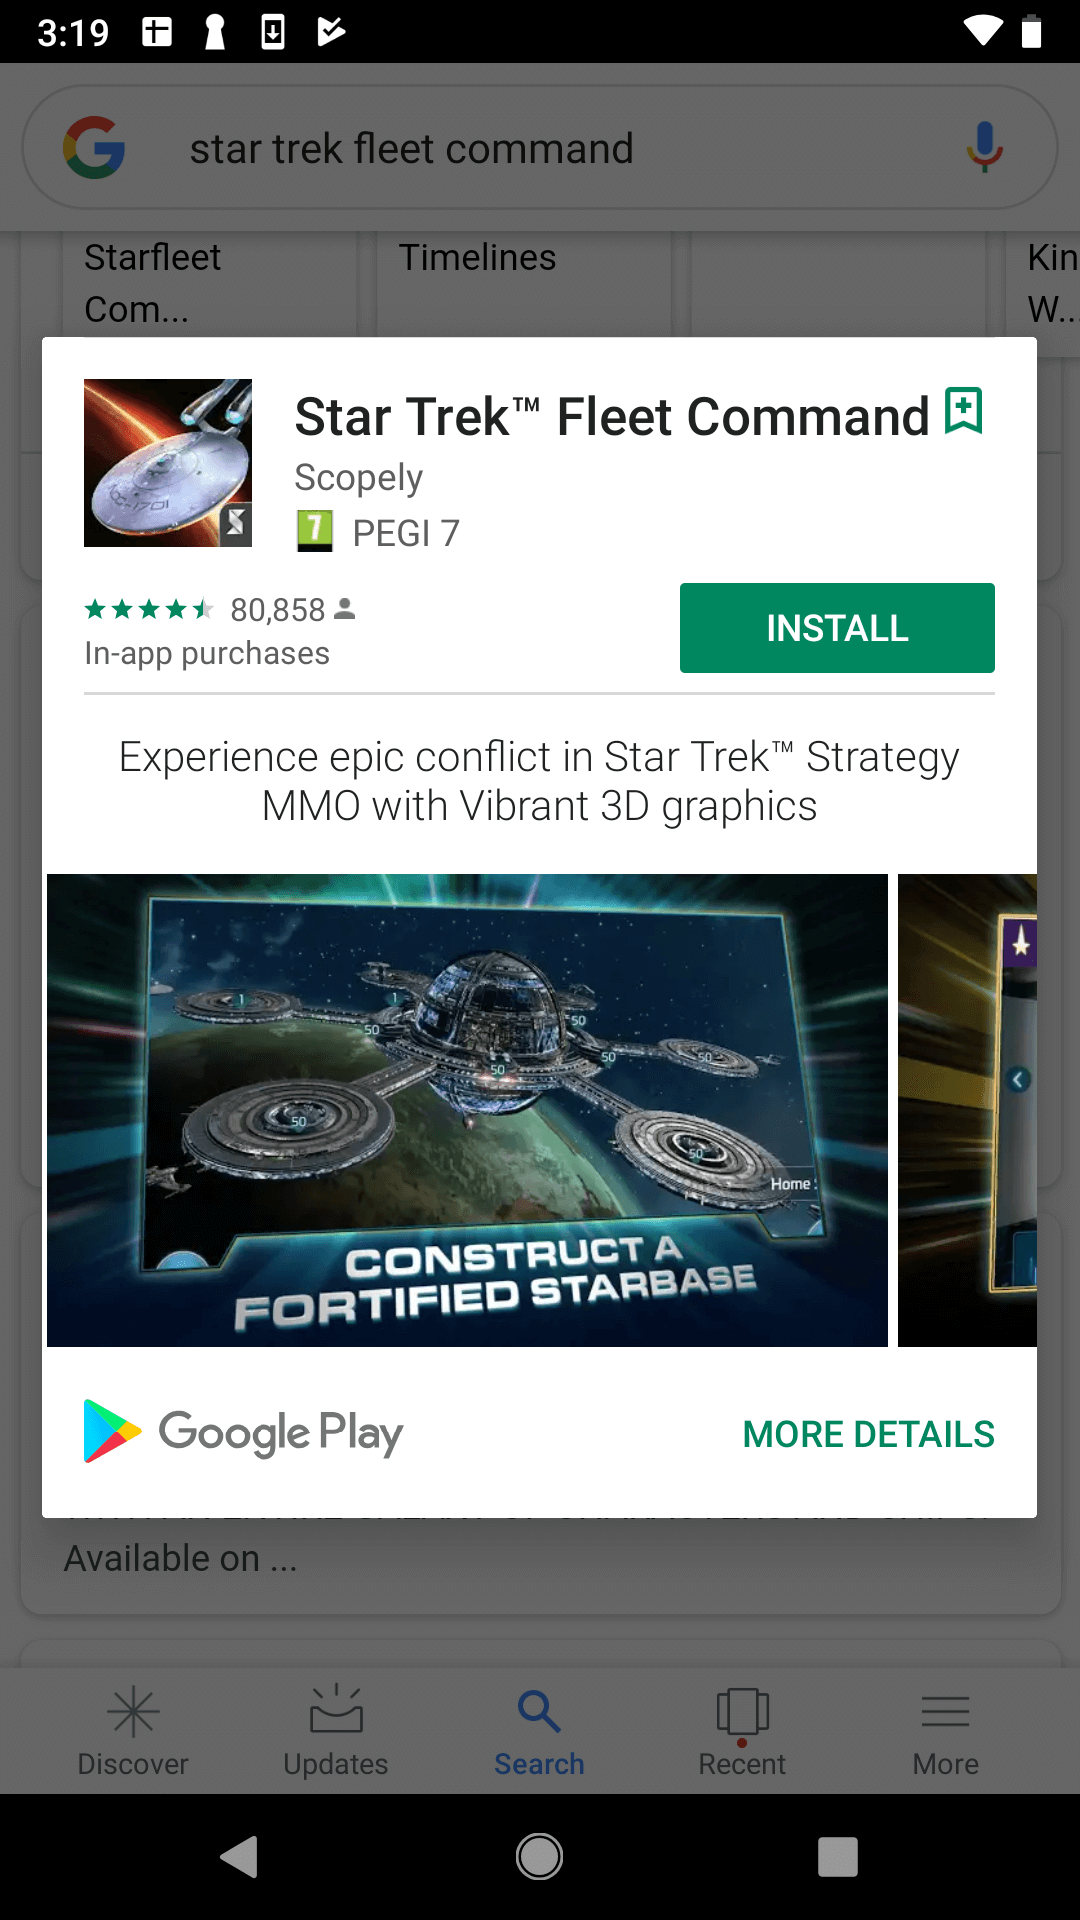 3:19
star trek fleet command
Starfleet
Com...
Timelines
Kin
W...
Star Trek™ Fleet Command
Scopely
7 PEGI 7
80,858
In-app purchases
INSTALL
Experience epic conflict in Star Trek™ Strategy
MMO with Vibrant 3D graphics
1
1
50
50
50
50
50
50
50
Home
CONSTRUCT A
FORTIFIED STARBASE
Google Play
MORE DETAILS
Available on ...
Discover
Updates
Search
Recent
More